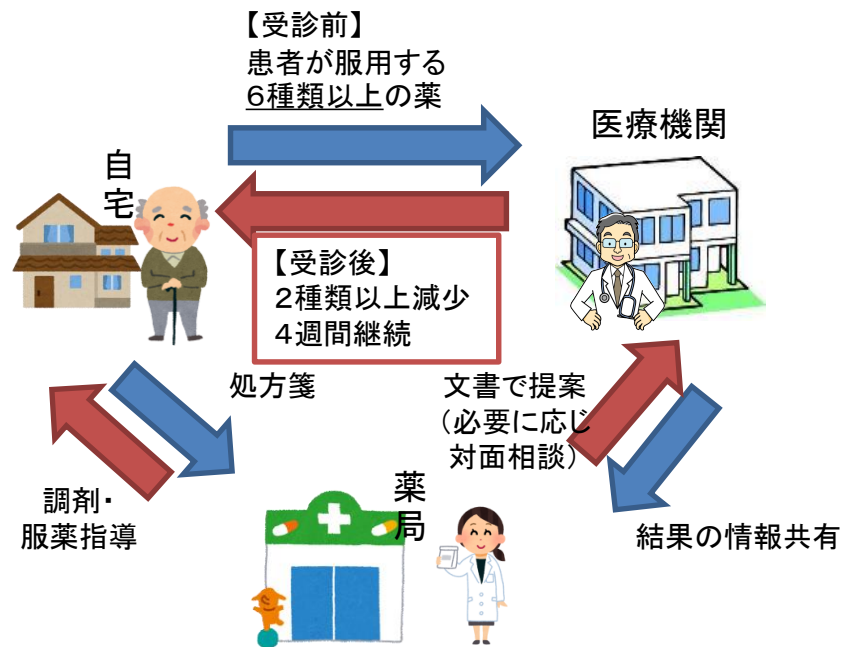 【受診前】
患者が服用する
６種類以上の薬
医療機関
自宅
【受診後】
２種類以上減少
４週間継続
処方箋
文書で提案
（必要に応じ
対面相談）
調剤・
服薬指導
薬局
結果の情報共有